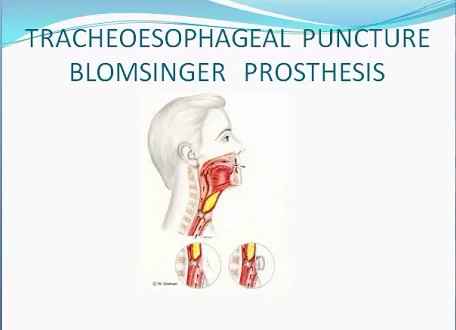 TRACHEOESOPHAGEAL PUNCTURE
BLOMSINGER PROSTHESIS